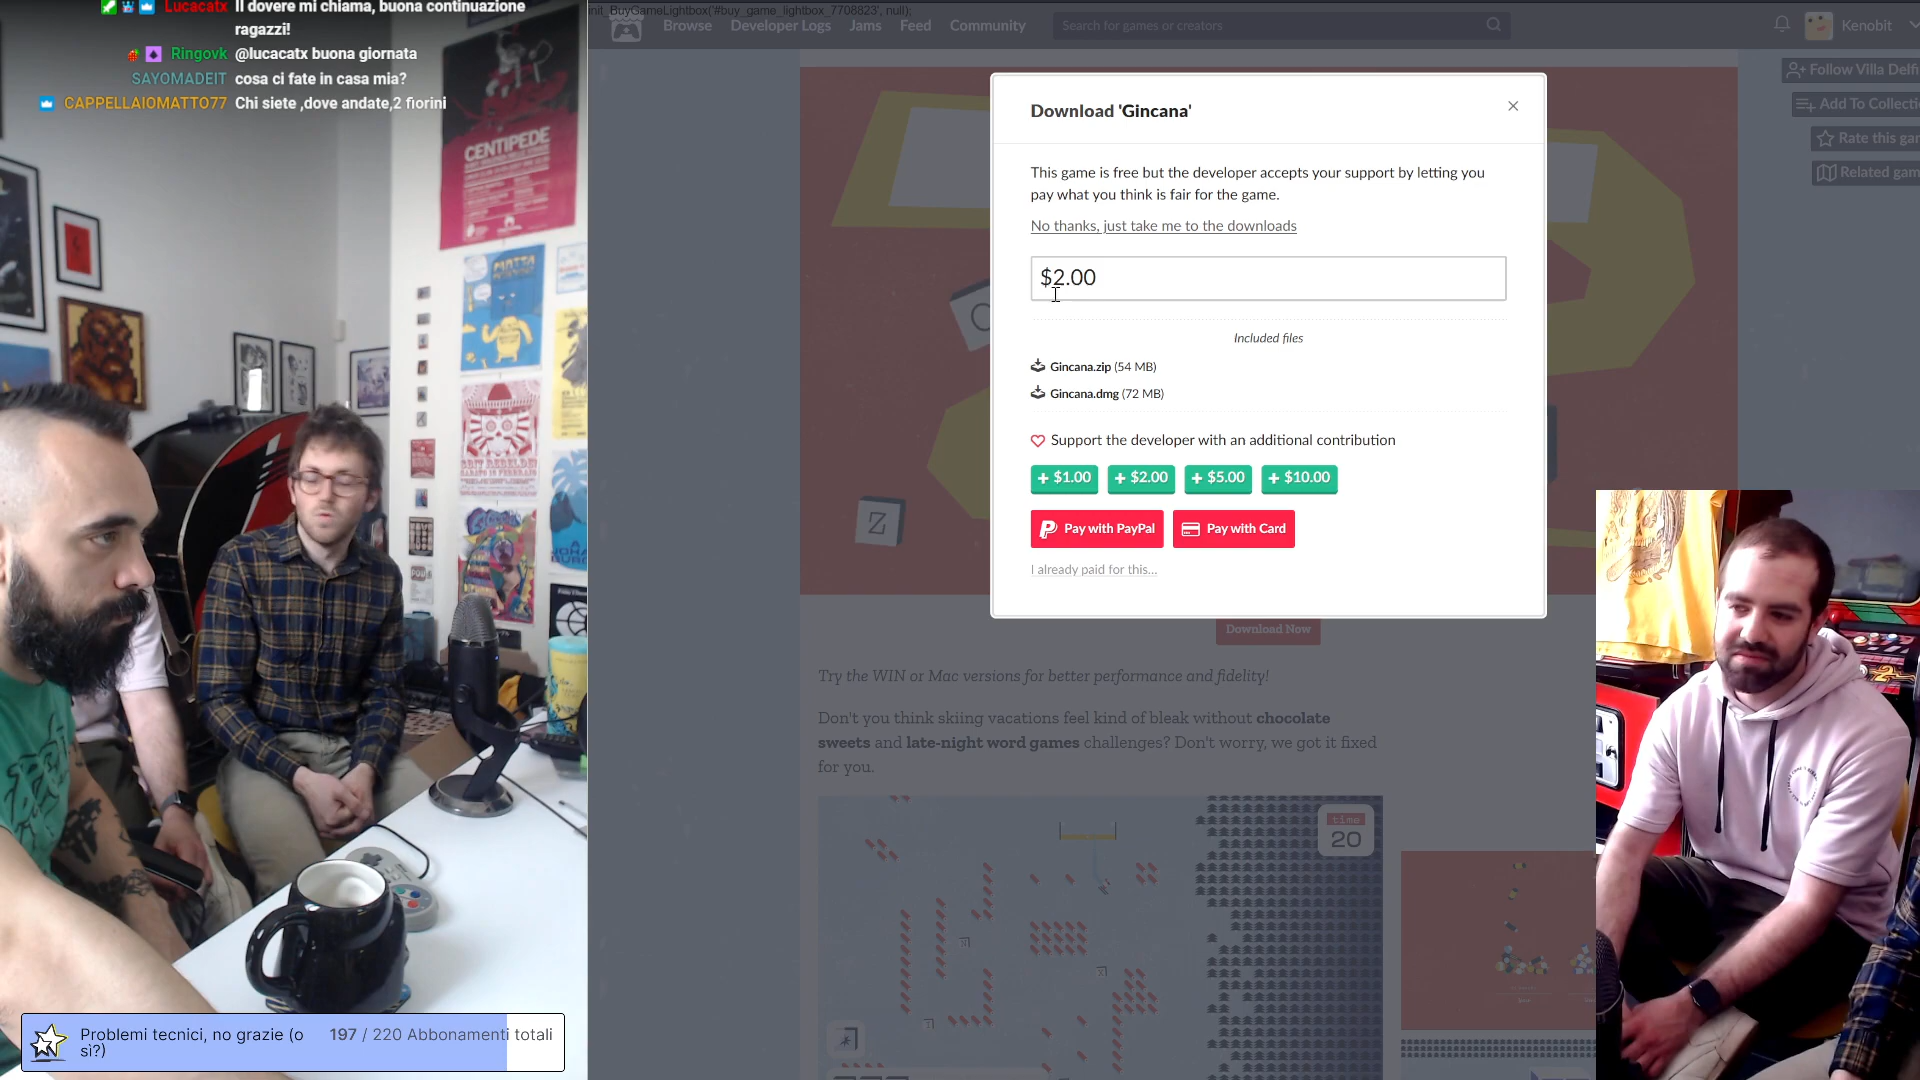 Lucacatx Il dovere mi chiama, buona continuazione
ragazzi!
Ringovk @lucacatx buona giornata
SAYOMADEIT cosa ci fate in casa mia?
CAPPELLAIOMATTO77 Chi siete ,dove andate,2 fiorini
CENTIPEDE
Problemi tecnici, no grazie (o
sì?)
197 / 220 Abbonamenti totali
init_BuyGameLightbox('#buy_game_lightbox_7708823', null);
Browse Developer Logs Jams Feed Community
Search for games or creators
Kenobit
Follow Villa Delfi
Add To Collecti
Rate this gam
Related gam
Download 'Gincana'
This game is free but the developer accepts your support by letting you
pay what you think is fair for the game.
No thanks, just take me to the downloads
$2.00
Included files
Gincana.zip (54 MB)
Gincana.dmg (72 MB)
Support the developer with an additional contribution
+ $1.00 + $2.00 + $5.00 + $10.00
Pay with PayPal Pay with Card
I already paid for this...
Z
Download Now
Try the WIN or Mac versions for better performance and fidelity!
Don't you think skiing vacations feel kind of bleak without chocolate
sweets and late-night word games challenges? Don't worry, we got it fixed
for you.
time
20